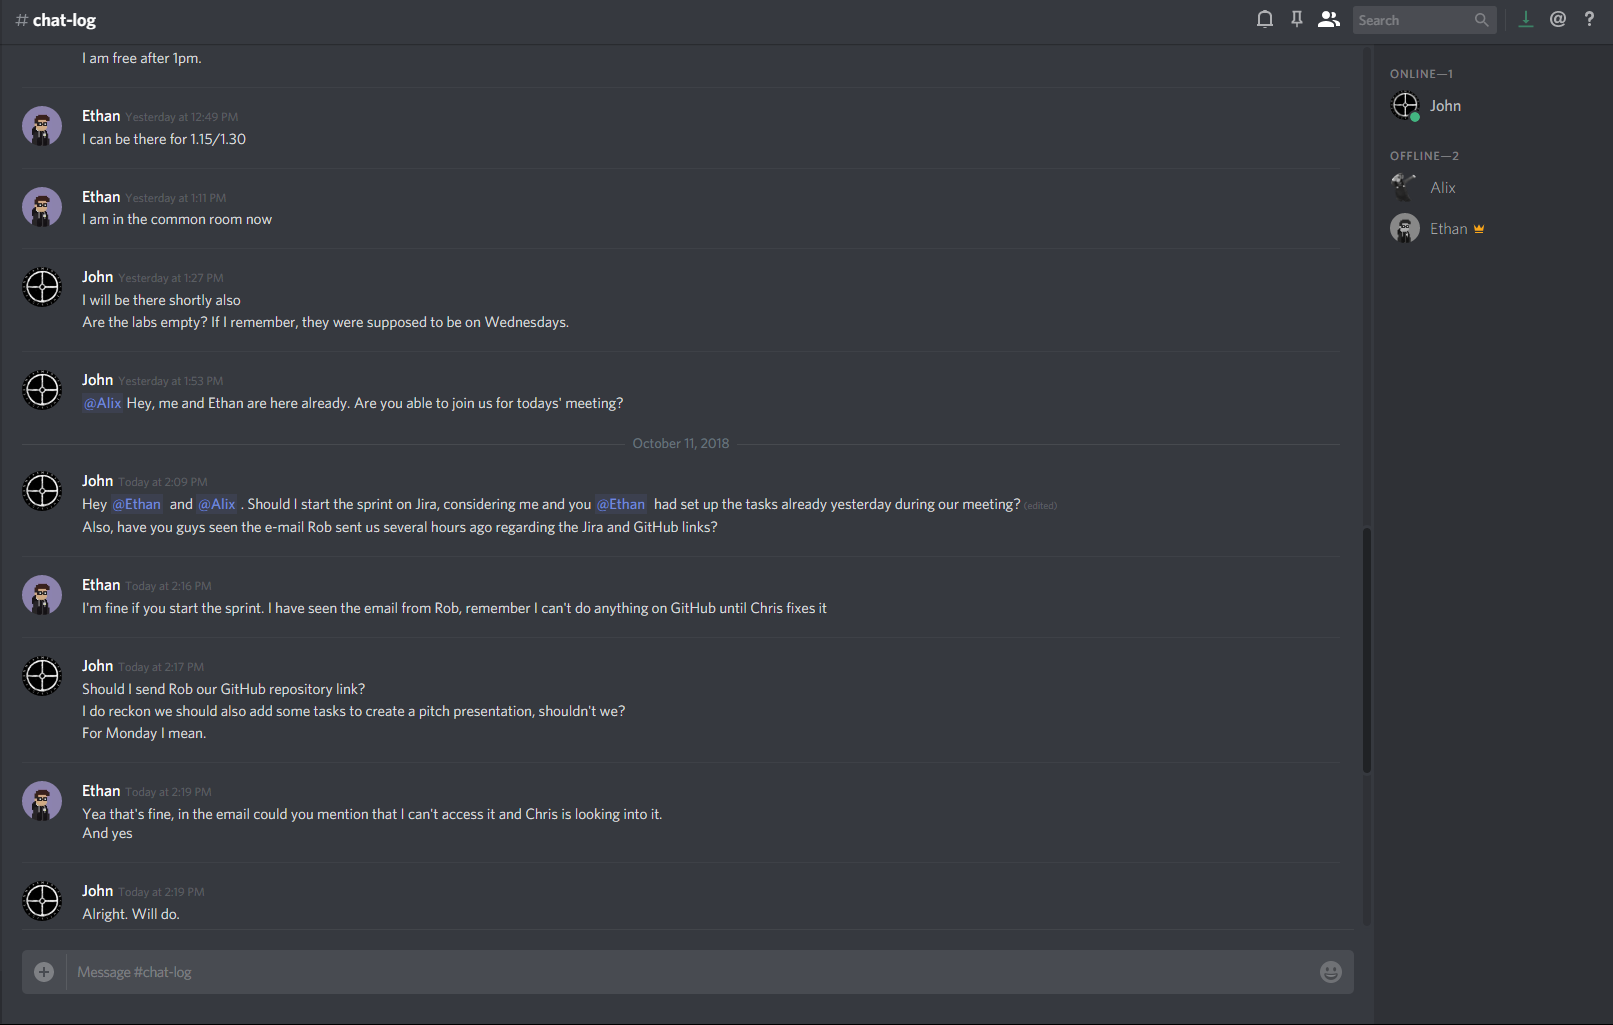 # chat-log
Search
I am free after 1pm.
Ethan Yesterday at 12:49 PM
I can be there for 1.15/1.30
Ethan Yesterday at 1:11 PM
I am in the common room now
John Yesterday at 1:27 PM
I will be there shortly also
Are the labs empty? If I remember, they were supposed to be on Wednesdays.
John Yesterday at 1:53 PM
@Alix Hey, me and Ethan are here already. Are you able to join us for todays' meeting?
October 11, 2018
John Today at 2:09 PM
Hey @Ethan and @Alix . Should I start the sprint on Jira, considering me and you @Ethan had set up the tasks already yesterday during our meeting? (edited)
Also, have you guys seen the e-mail Rob sent us several hours ago regarding the Jira and GitHub links?
Ethan Today at 2:16 PM
I'm fine if you start the sprint. I have seen the email from Rob, remember I can't do anything on GitHub until Chris fixes it
John Today at 2:17 PM
Should I send Rob our GitHub repository link?
I do reckon we should also add some tasks to create a pitch presentation, shouldn't we?
For Monday I mean.
Ethan Today at 2:19 PM
Yea that's fine, in the email could you mention that I can't access it and Chris is looking into it.
And yes
John Today at 2:19 PM
Alright. Will do.
Message #chat-log
ONLINE—1
John
OFFLINE—2
Alix
Ethan